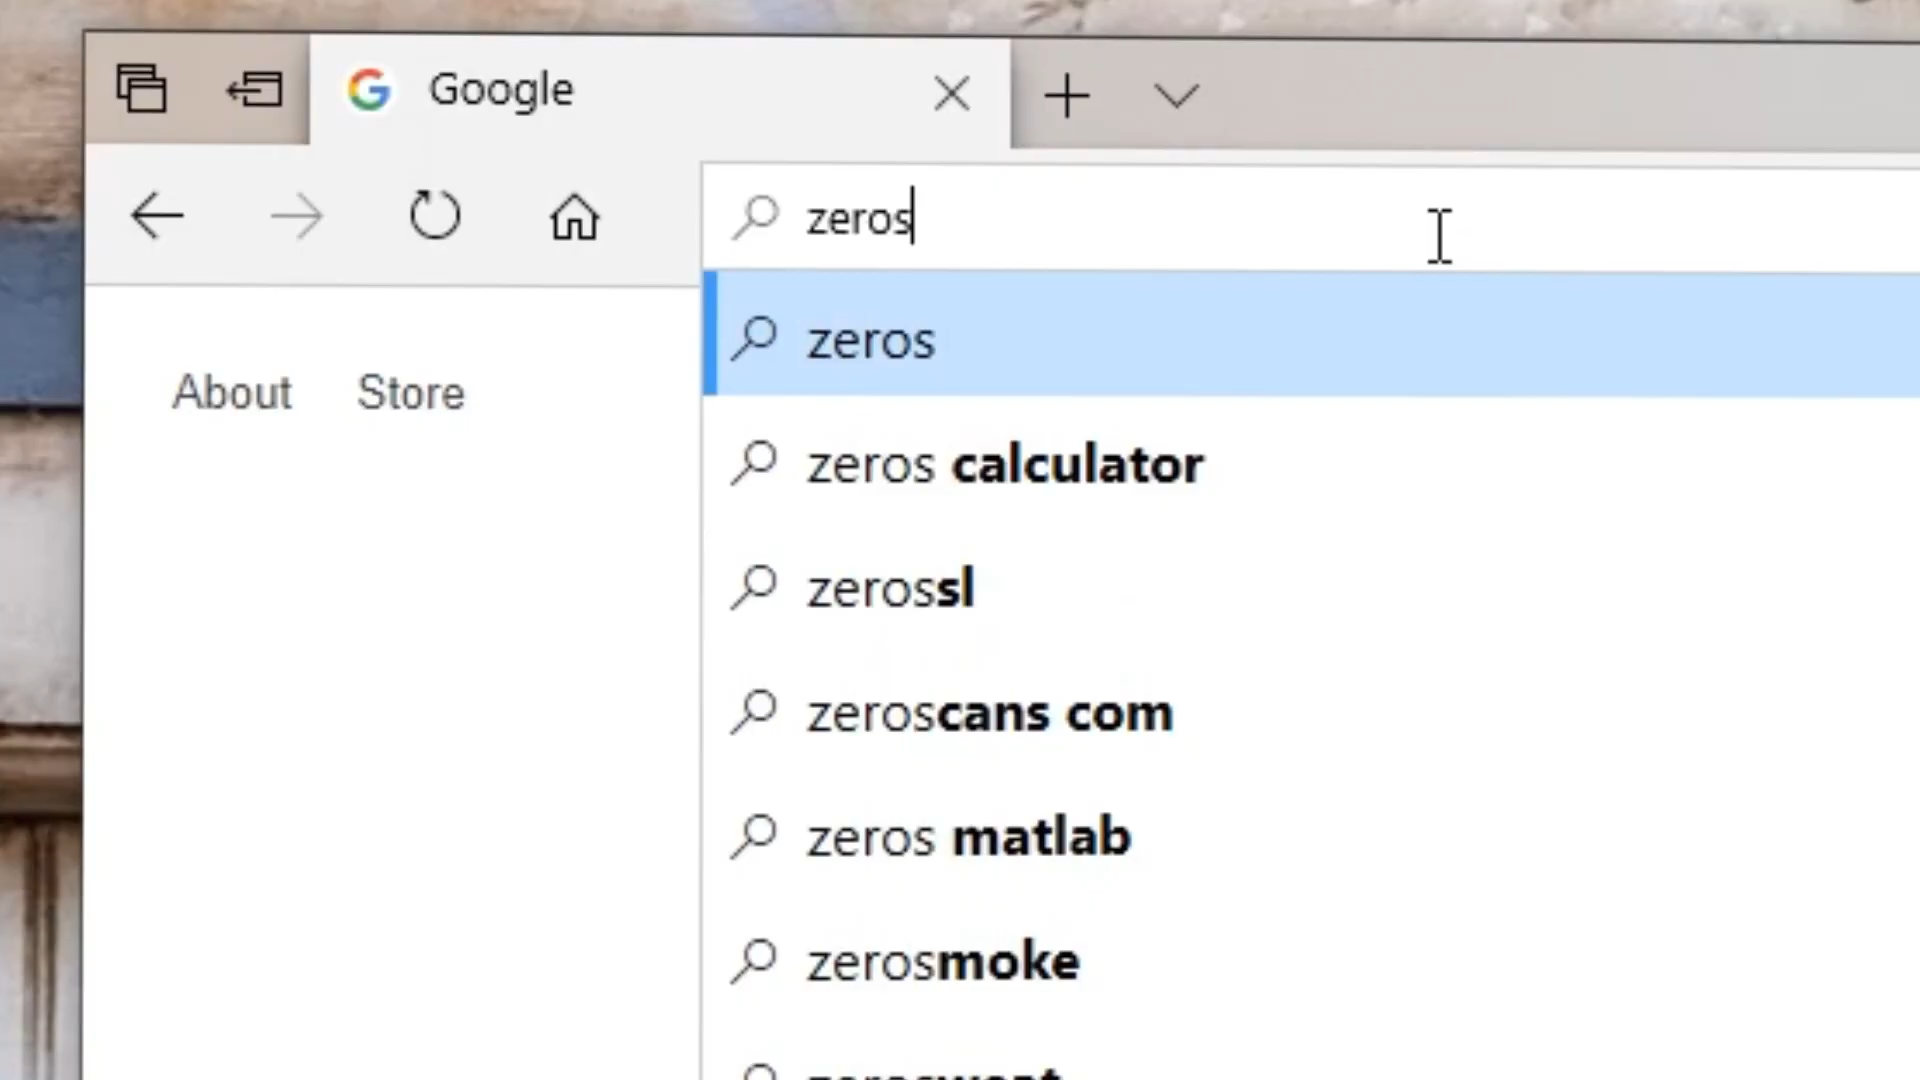 Google
zeros
About Store
zeros
zeros calculator
zerossl
zeroscans com
zeros matlab
zerosmoke